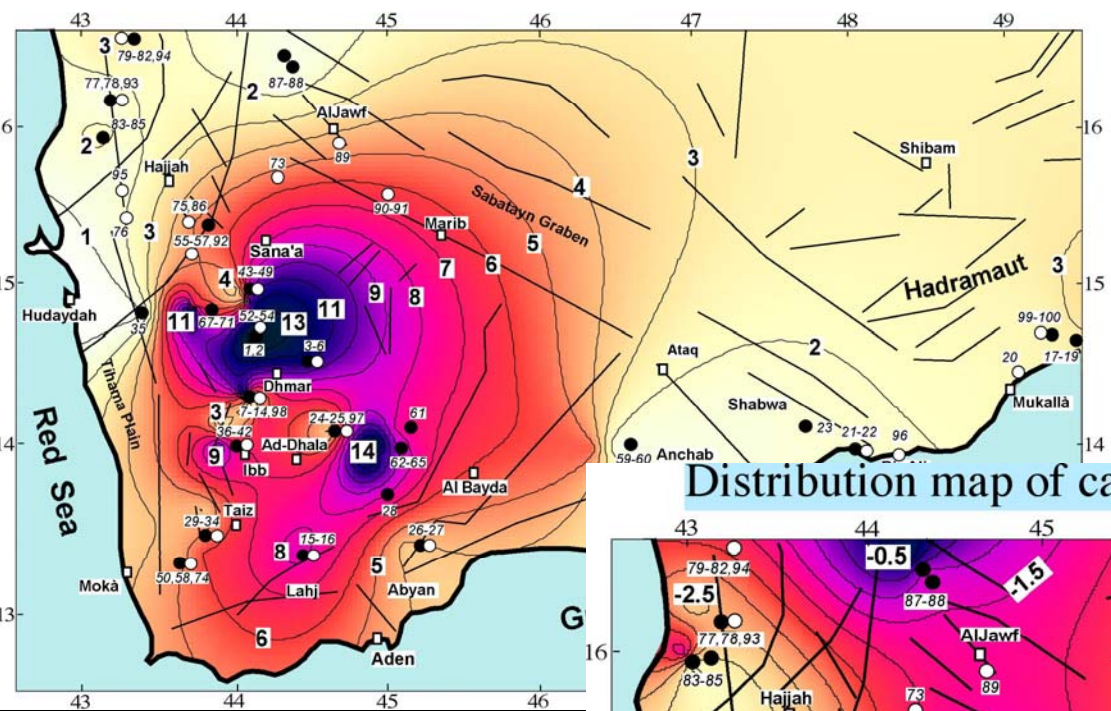 43 44 45 46 47 48 49
3
79-82,94
87-88
77,78,93
2
AlJawf
83-85
6
16
2
89
Shibam
Hajjah
73
3
95
4
75,86
90-91
Sabatayn Graben
76
3
Marib
1
55-57,92
Sana'a
5
6
7
43-49
4
9
8
3
15
Hadramaut
Hudaydah
11
67-71
52-54
13
11
99-100
35
1,2
3-6
2
Ataq
20
17-19
Dhmar
Tihama Plain
Mukallà
3
7-14,98
24-25,97
61
Shabwa
23
21-22
96
36-42
Ad-Dhala
14
Red Sea
14
9
62-65
59-60
Anchab
Ibb
Al Bayda
28
Distribution map of ca
Taiz
29-34
26-27
43 44 45
15-16
8
5
-0.5
79-82,94
50,58,74
-1.5
Mokà
Lahj
Abyan
-2.5
87-88
13
G
77,78,93
AlJawf
6
16
Aden
83-85
89
Hajjah
73
43 44 45 46